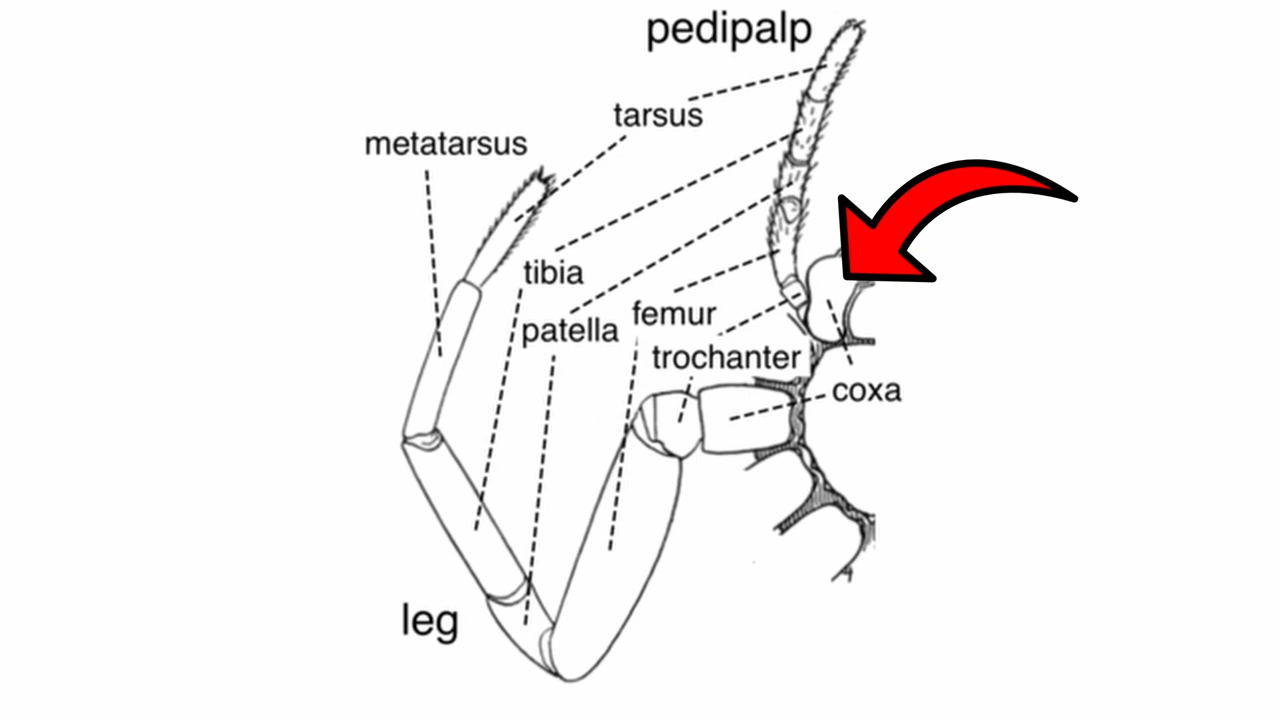 pedipalp
tarsus
metatarsus
tibia
patella
femur
trochanter
coxa
leg